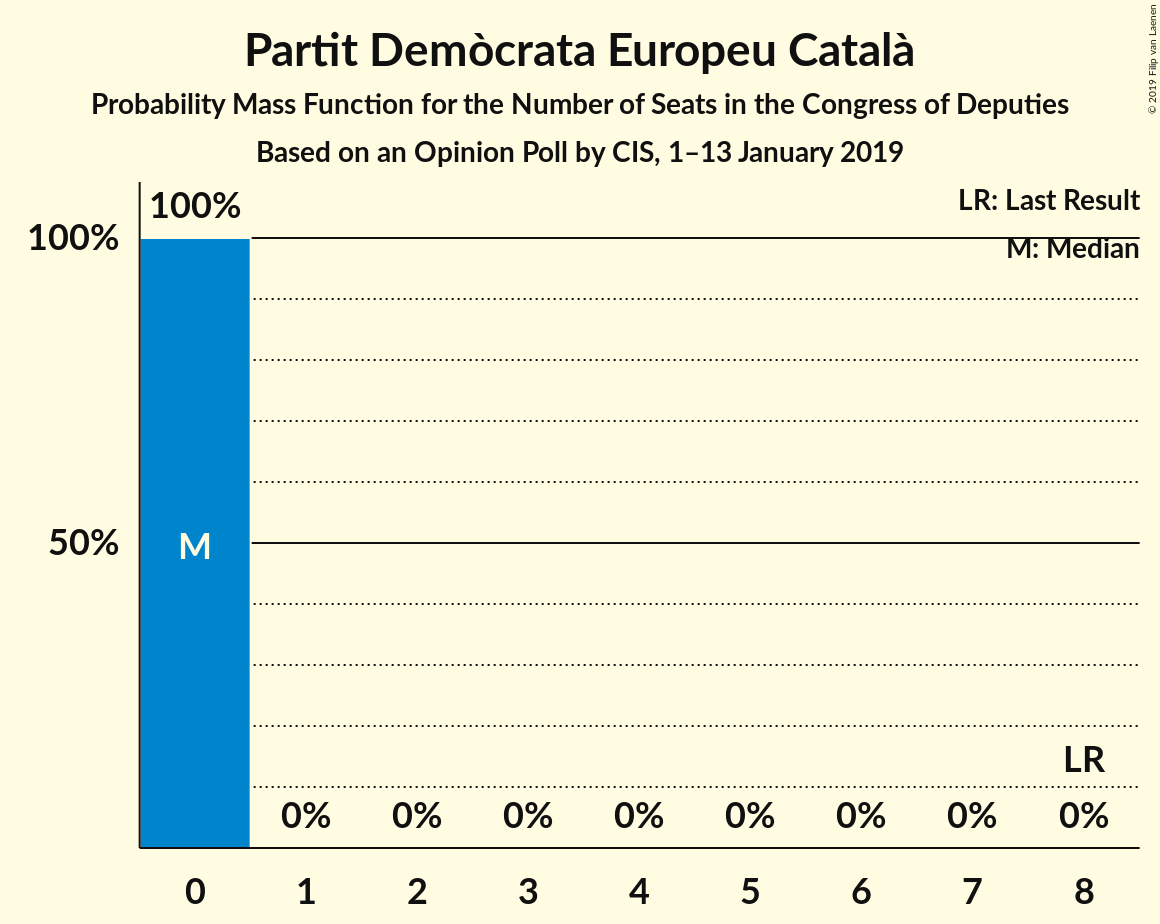 Partit Demòcrata Europeu Català
Probability Mass Function for the Number of Seats in the Congress of Deputies
Based on an Opinion Poll by CIS, 1–13 January 2019
© 2019 Filip van Laenen
LR: Last Result
M: Median
100%
100%
50%
M
LR
0% 0% 0% 0% 0% 0% 0% 0%
0 1 2 3 4 5 6 7 8